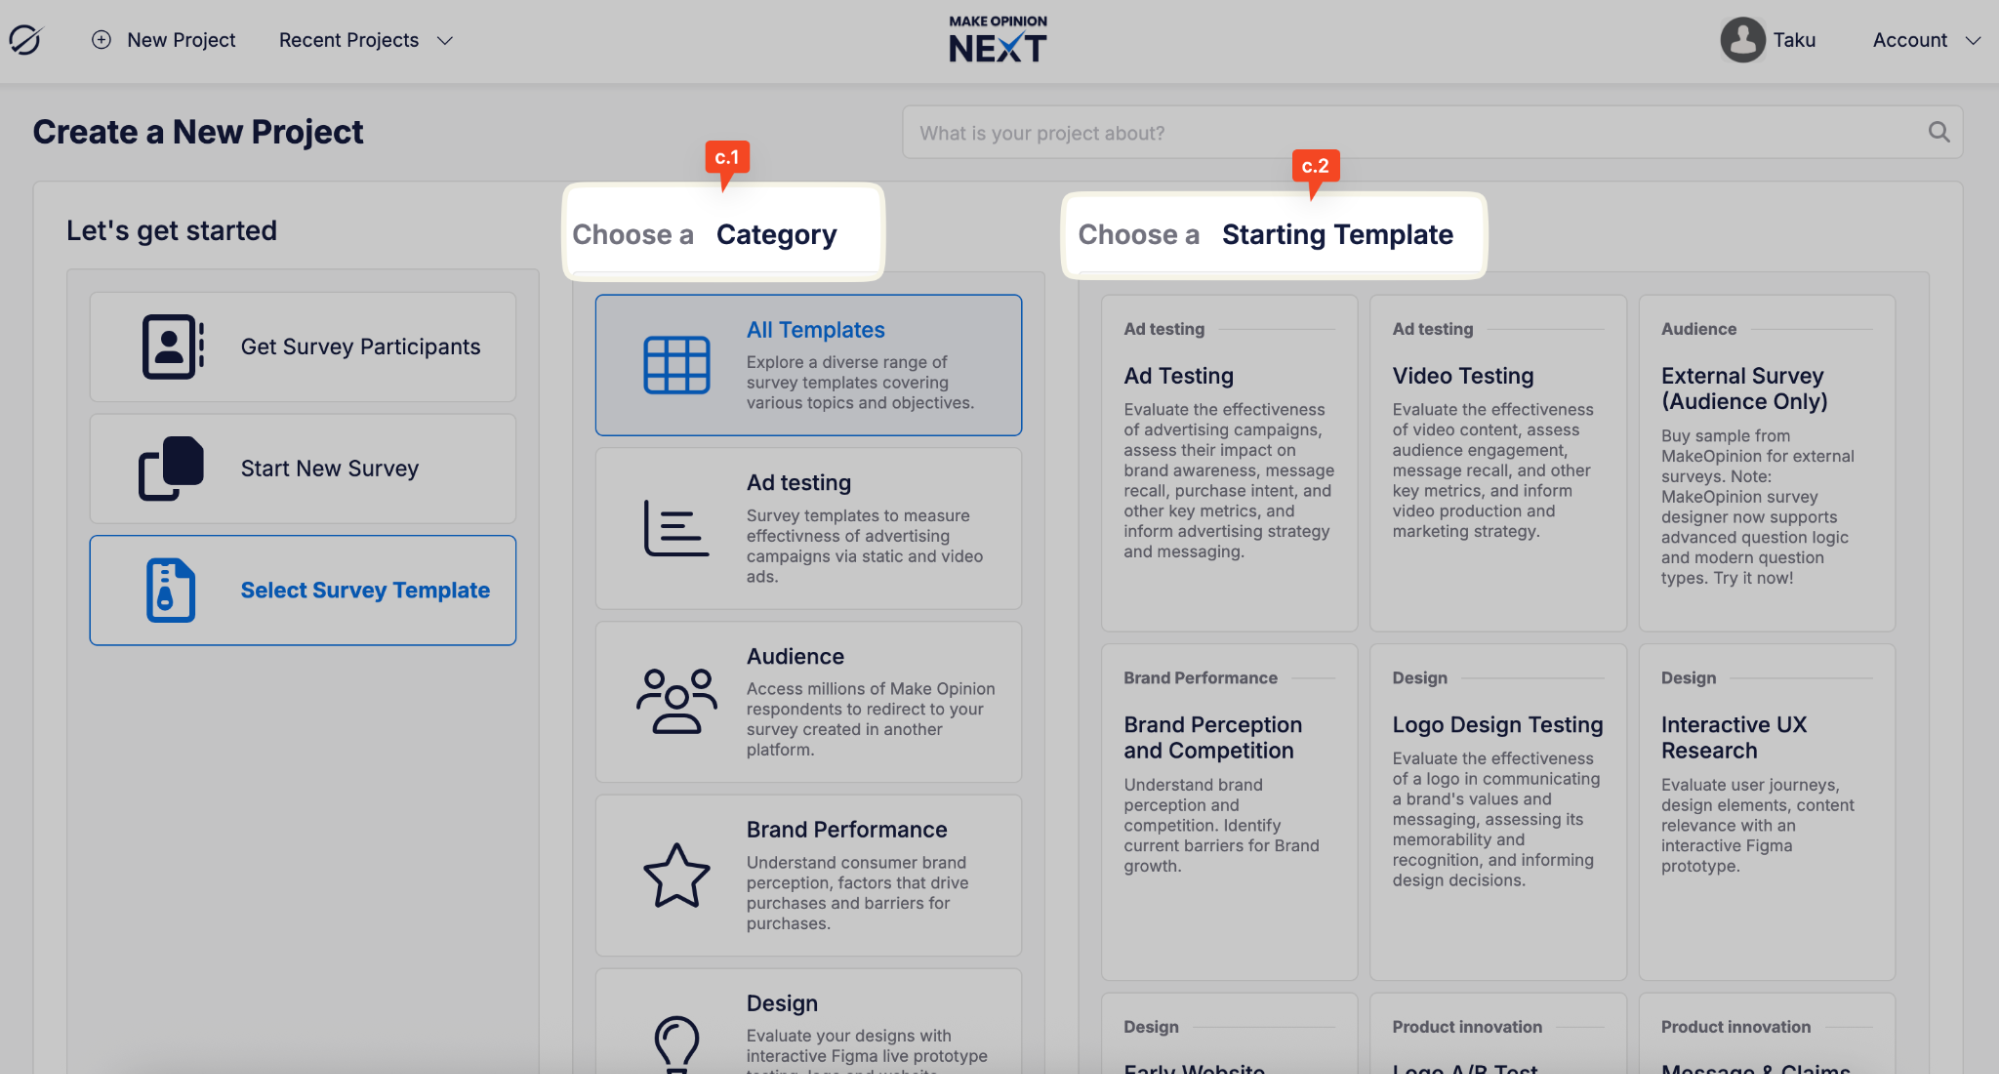 New Project
Recent Projects
MAKE OPINION
NEXT
Taku
Account
Create a New Project
What is your project about?
c.1
c.2
Let's get started
Choose a Category
Choose a Starting Template
Get Survey Participants
Start New Survey
Select Survey Template
All Templates
Explore a diverse range of
survey templates covering
various topics and objectives.
Ad testing
Survey templates to measure
effectiveness of advertising
campaigns via static and video
ads.
Audience
Access millions of Make Opinion
respondents to redirect to your
survey created in another
platform.
Brand Performance
Understand consumer brand
perception, factors that drive
purchases and barriers for
purchases.
Design
Evaluate your designs with
interactive Figma live prototype
Ad testing
Ad Testing
Evaluate the effectiveness
of advertising campaigns,
assess their impact on
brand awareness, message
recall, purchase intent, and
other key metrics, and
inform advertising strategy
and messaging.
Ad testing
Video Testing
Evaluate the effectiveness
of video content, assess
audience engagement,
message recall, and other
key metrics, and inform
video production and
marketing strategy.
Audience
External Survey
(Audience Only)
Buy sample from
MakeOpinion for external
surveys. Note:
MakeOpinion survey
designer now supports
advanced question logic
and modern question
types. Try it now!
Brand Performance
Brand Perception
and Competition
Understand brand
perception and
competition. Identify
current barriers for Brand
growth.
Design
Logo Design Testing
Evaluate the effectiveness
of a logo in communicating
a brand's values and
messaging, assessing its
memorability and
recognition, and informing
design decisions.
Design
Interactive UX
Research
Evaluate user journeys,
design elements, content
relevance with an
interactive Figma
prototype.
Design
Early Website
Product innovation
Logo A/B Test
Product innovation
Message & Claims